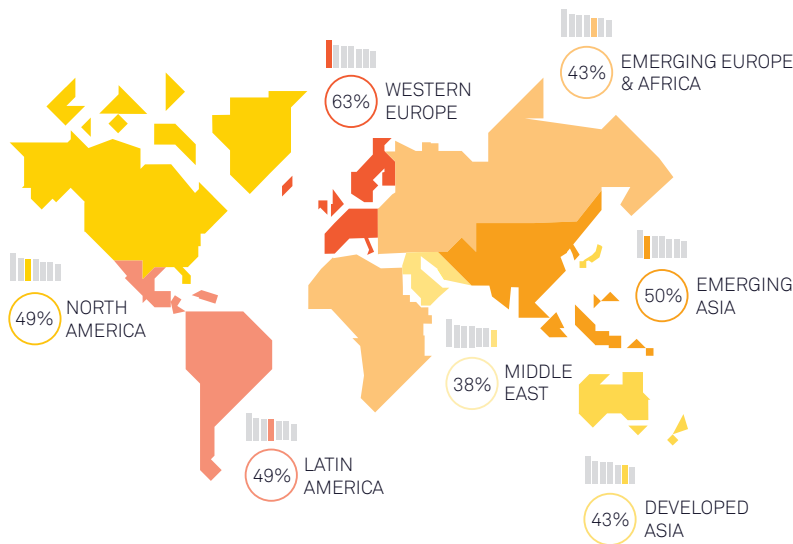 43%
EMERGING EUROPE
& AFRICA
63%
WESTERN
EUROPE
50%
EMERGING
ASIA
49%
NORTH
AMERICA
38%
MIDDLE
EAST
49%
LATIN
AMERICA
43%
DEVELOPED
ASIA